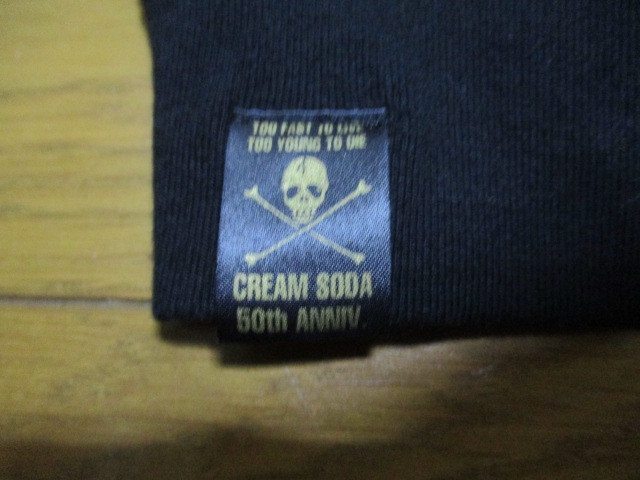 TOO FAST TO LIVE
TOO YOUNG TO DIE
CREAM SODA
50th ANNIV.